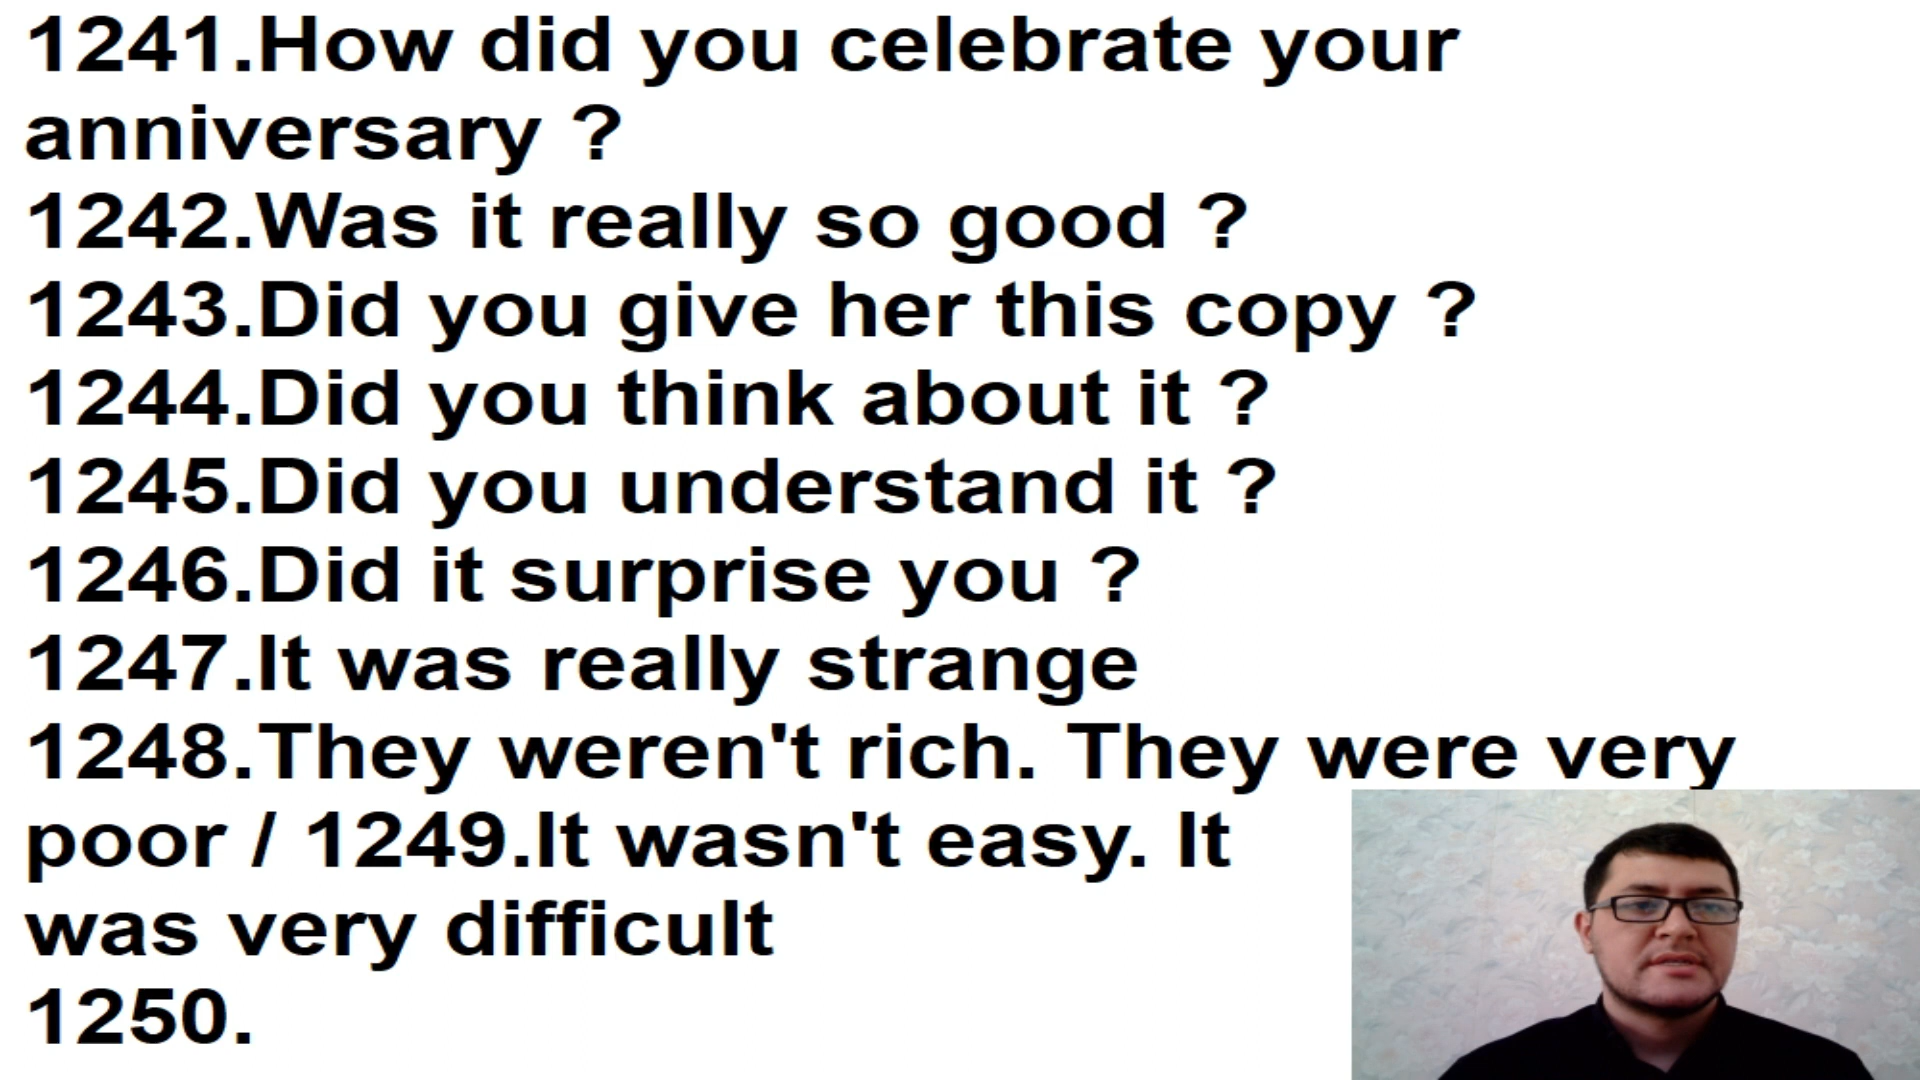 1241.How did you celebrate your
anniversary ?
1242.Was it really so good ?
1243.Did you give her this copy ?
1244.Did you think about it ?
1245.Did you understand it ?
1246.Did it surprise you ?
1247.It was really strange
1248.They weren't rich. They were very
poor / 1249.It wasn't easy. It
was very difficult
1250.